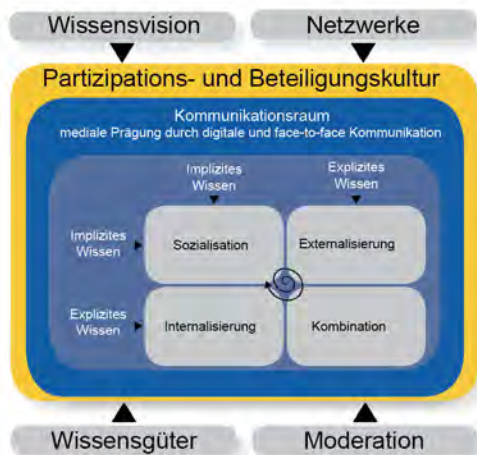 Wissensvision
Netzwerke
Partizipations- und Beteiligungskultur
Kommunikationsraum
mediale Prägung durch digitale und face-to-face Kommunikation
Implizites
Wissen
Explizites
Wissen
Implizites
Wissen
Sozialisation
Externalisierung
Explizites
Wissen
Internalisierung
Kombination
Wissensgüter
Moderation